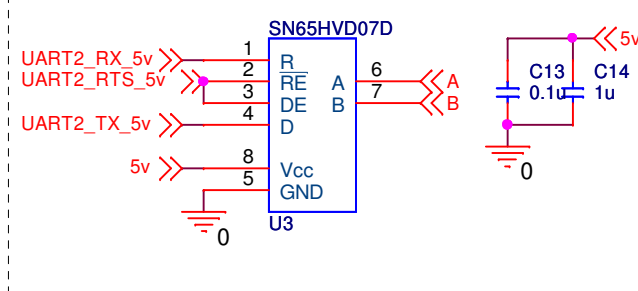 SN65HVD07D
UART2_RX_5v 1 R
UART2_RTS_5v 2 RE A 6 A
3 DE B 7 B
UART2_TX_5v 4 D
5v 8 Vcc
5 GND
0
U3
5v
C13 C14
0.1u 1u
0